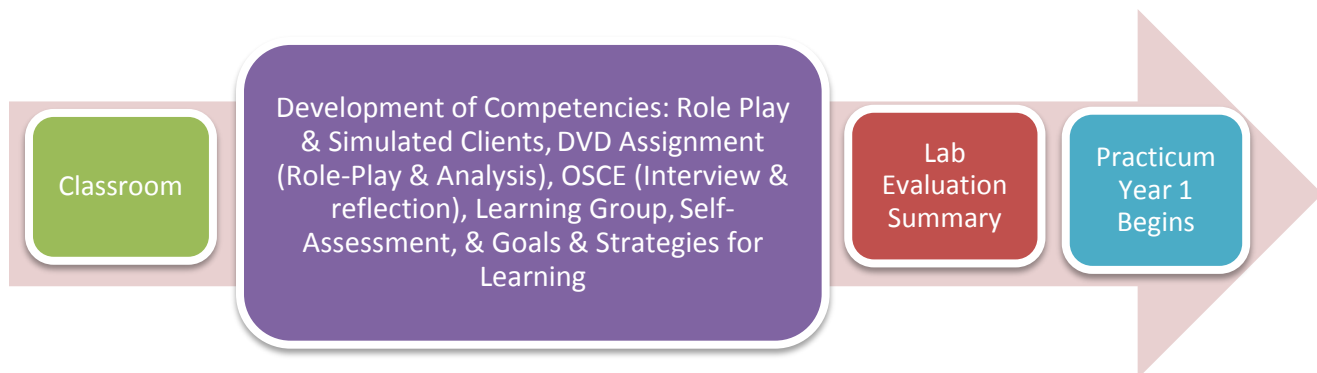 Classroom
Development of Competencies: Role Play
& Simulated Clients, DVD Assignment
(Role-Play & Analysis), OSCE (Interview &
reflection), Learning Group, Self-
Assessment, & Goals & Strategies for
Learning
Lab
Evaluation
Summary
Practicum
Year 1
Begins